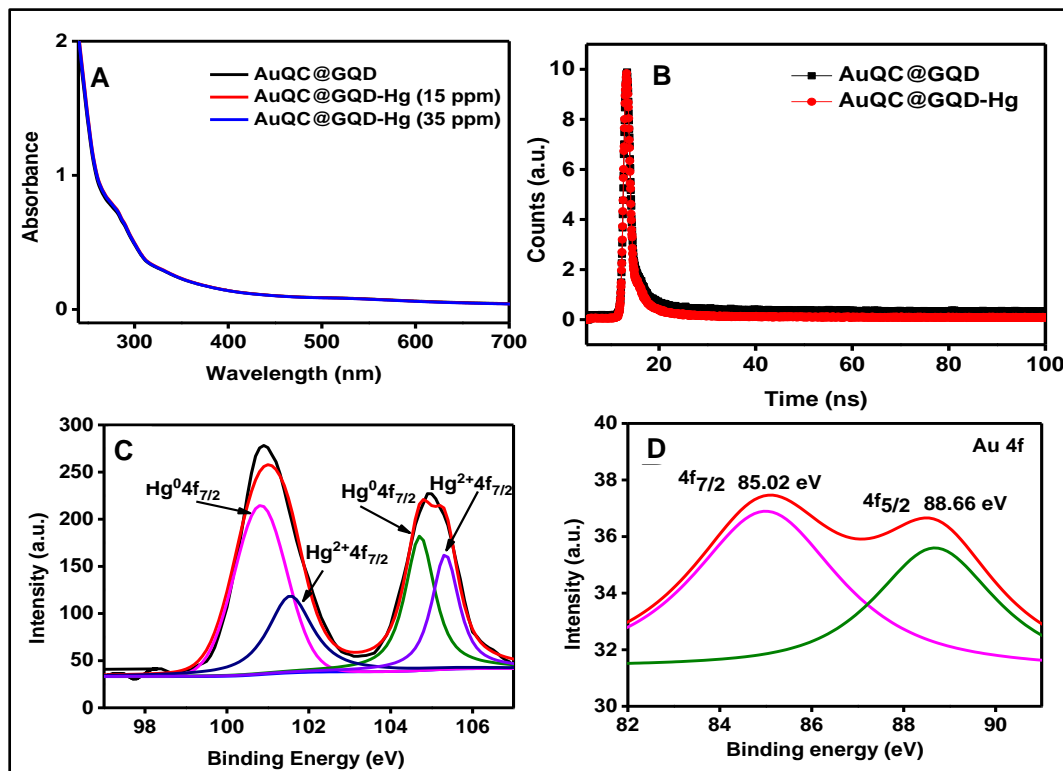 A
AuQC@GQD
AuQC@GQD-Hg (15 ppm)
AuQC@GQD-Hg (35 ppm)
2
1
0
Absorbance
300 400 500 600 700
Wavelength (nm)
B
AuQC@GQD
AuQC@GQD-Hg
10
8
6
4
2
0
Counts (a.u.)
20 40 60 80 100
Time (ns)
C
Hg⁰4f7/2
Hg²⁺4f7/2
Hg⁰4f7/2
Hg²⁺4f7/2
300
250
200
150
100
50
0
Intensity (a.u.)
98 100 102 104 106
Binding Energy (eV)
D
Au 4f
4f7/2 85.02 eV
4f5/2 88.66 eV
38
36
34
32
30
Intensity (a.u.)
82 84 86 88 90
Binding energy (eV)